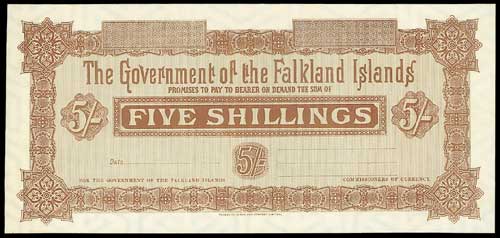 The Government of the Falkland Islands
PROMISES TO PAY TO BEARER ON DEMAND THE SUM OF
5/- FIVE SHILLINGS 5/-
Date
5/-
FOR THE GOVERNMENT OF THE FALKLAND ISLANDS COMMISSIONERS OF CURRENCY.